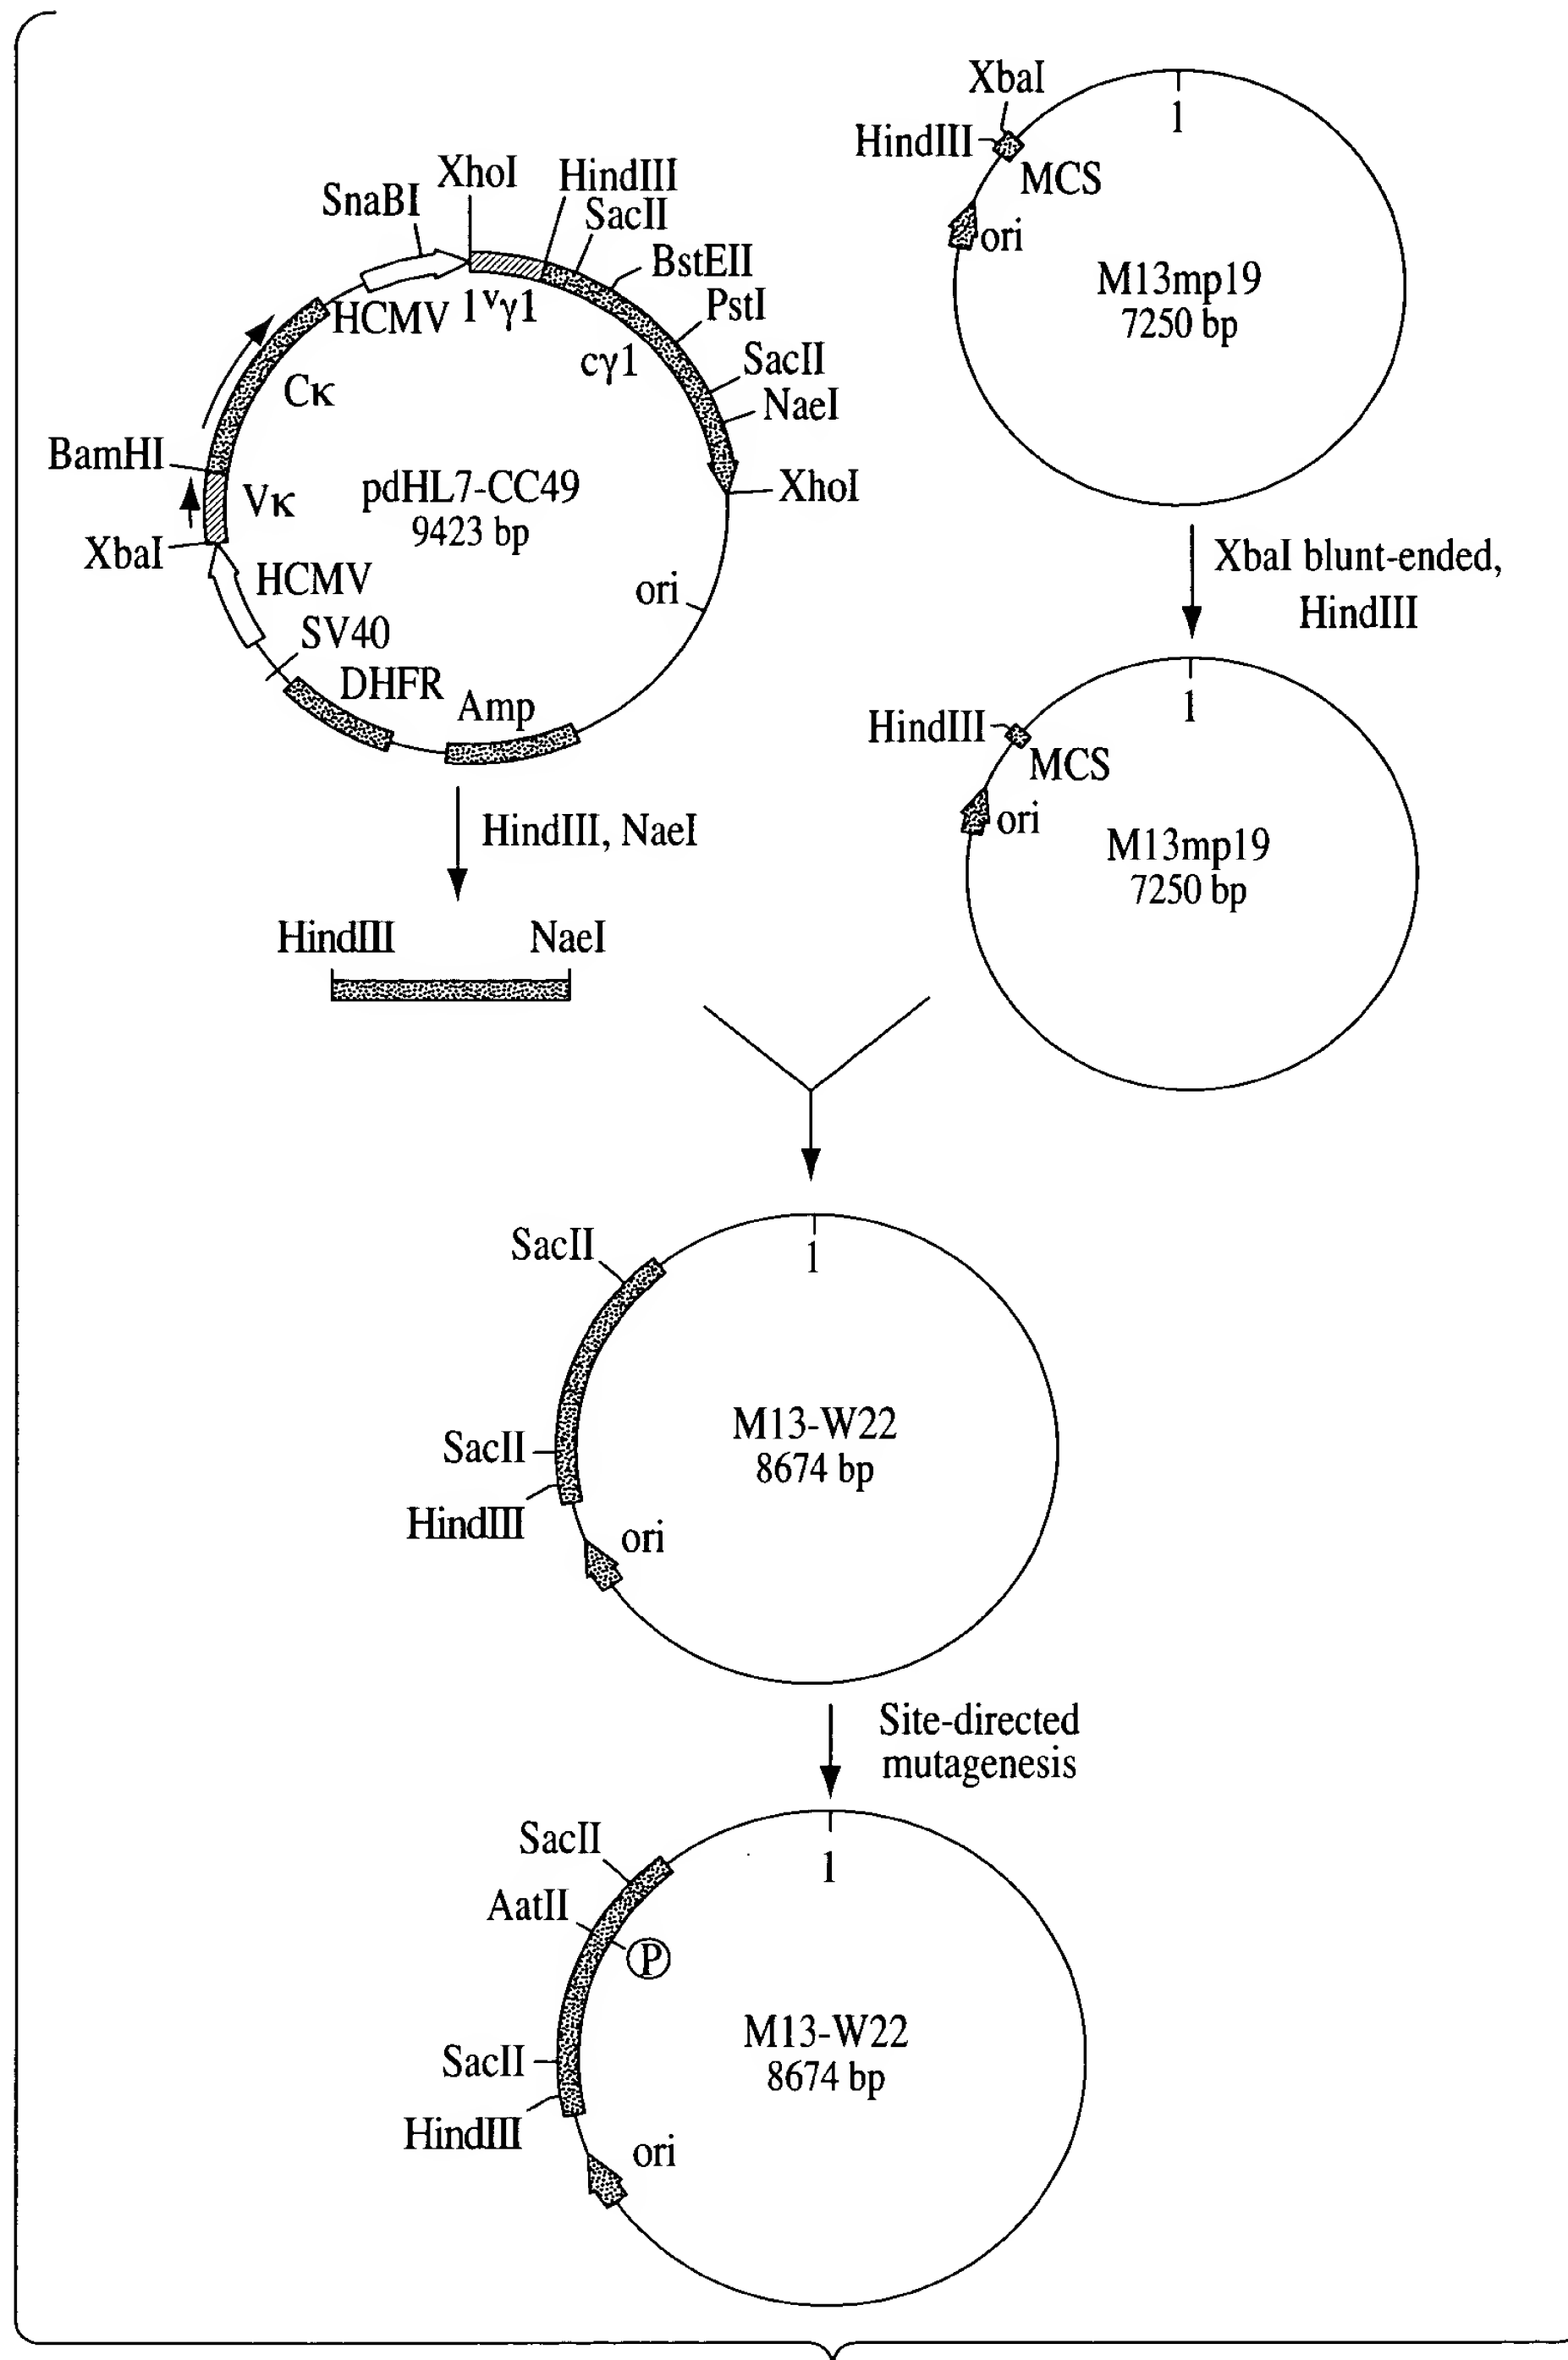 XbaI
HindIII
MCS
1
ori
M13mp19
7250 bp
SnaBI
XhoI
HindIII
SacII
BstEII
PstI
SacII
NaeI
XhoI
HCMV
1vγ1
cγ1
Cκ
BamHI
Vκ
pdHL7-CC49
9423 bp
XbaI
HCMV
SV40
DHFR
Amp
ori
XbaI blunt-ended,
HindIII
HindIII
MCS
1
ori
M13mp19
7250 bp
HindIII, NaeI
HindIII NaeI
SacII
1
SacII
HindIII
ori
M13-W22
8674 bp
Site-directed
mutagenesis
SacII
1
AatII
P
SacII
HindIII
ori
M13-W22
8674 bp